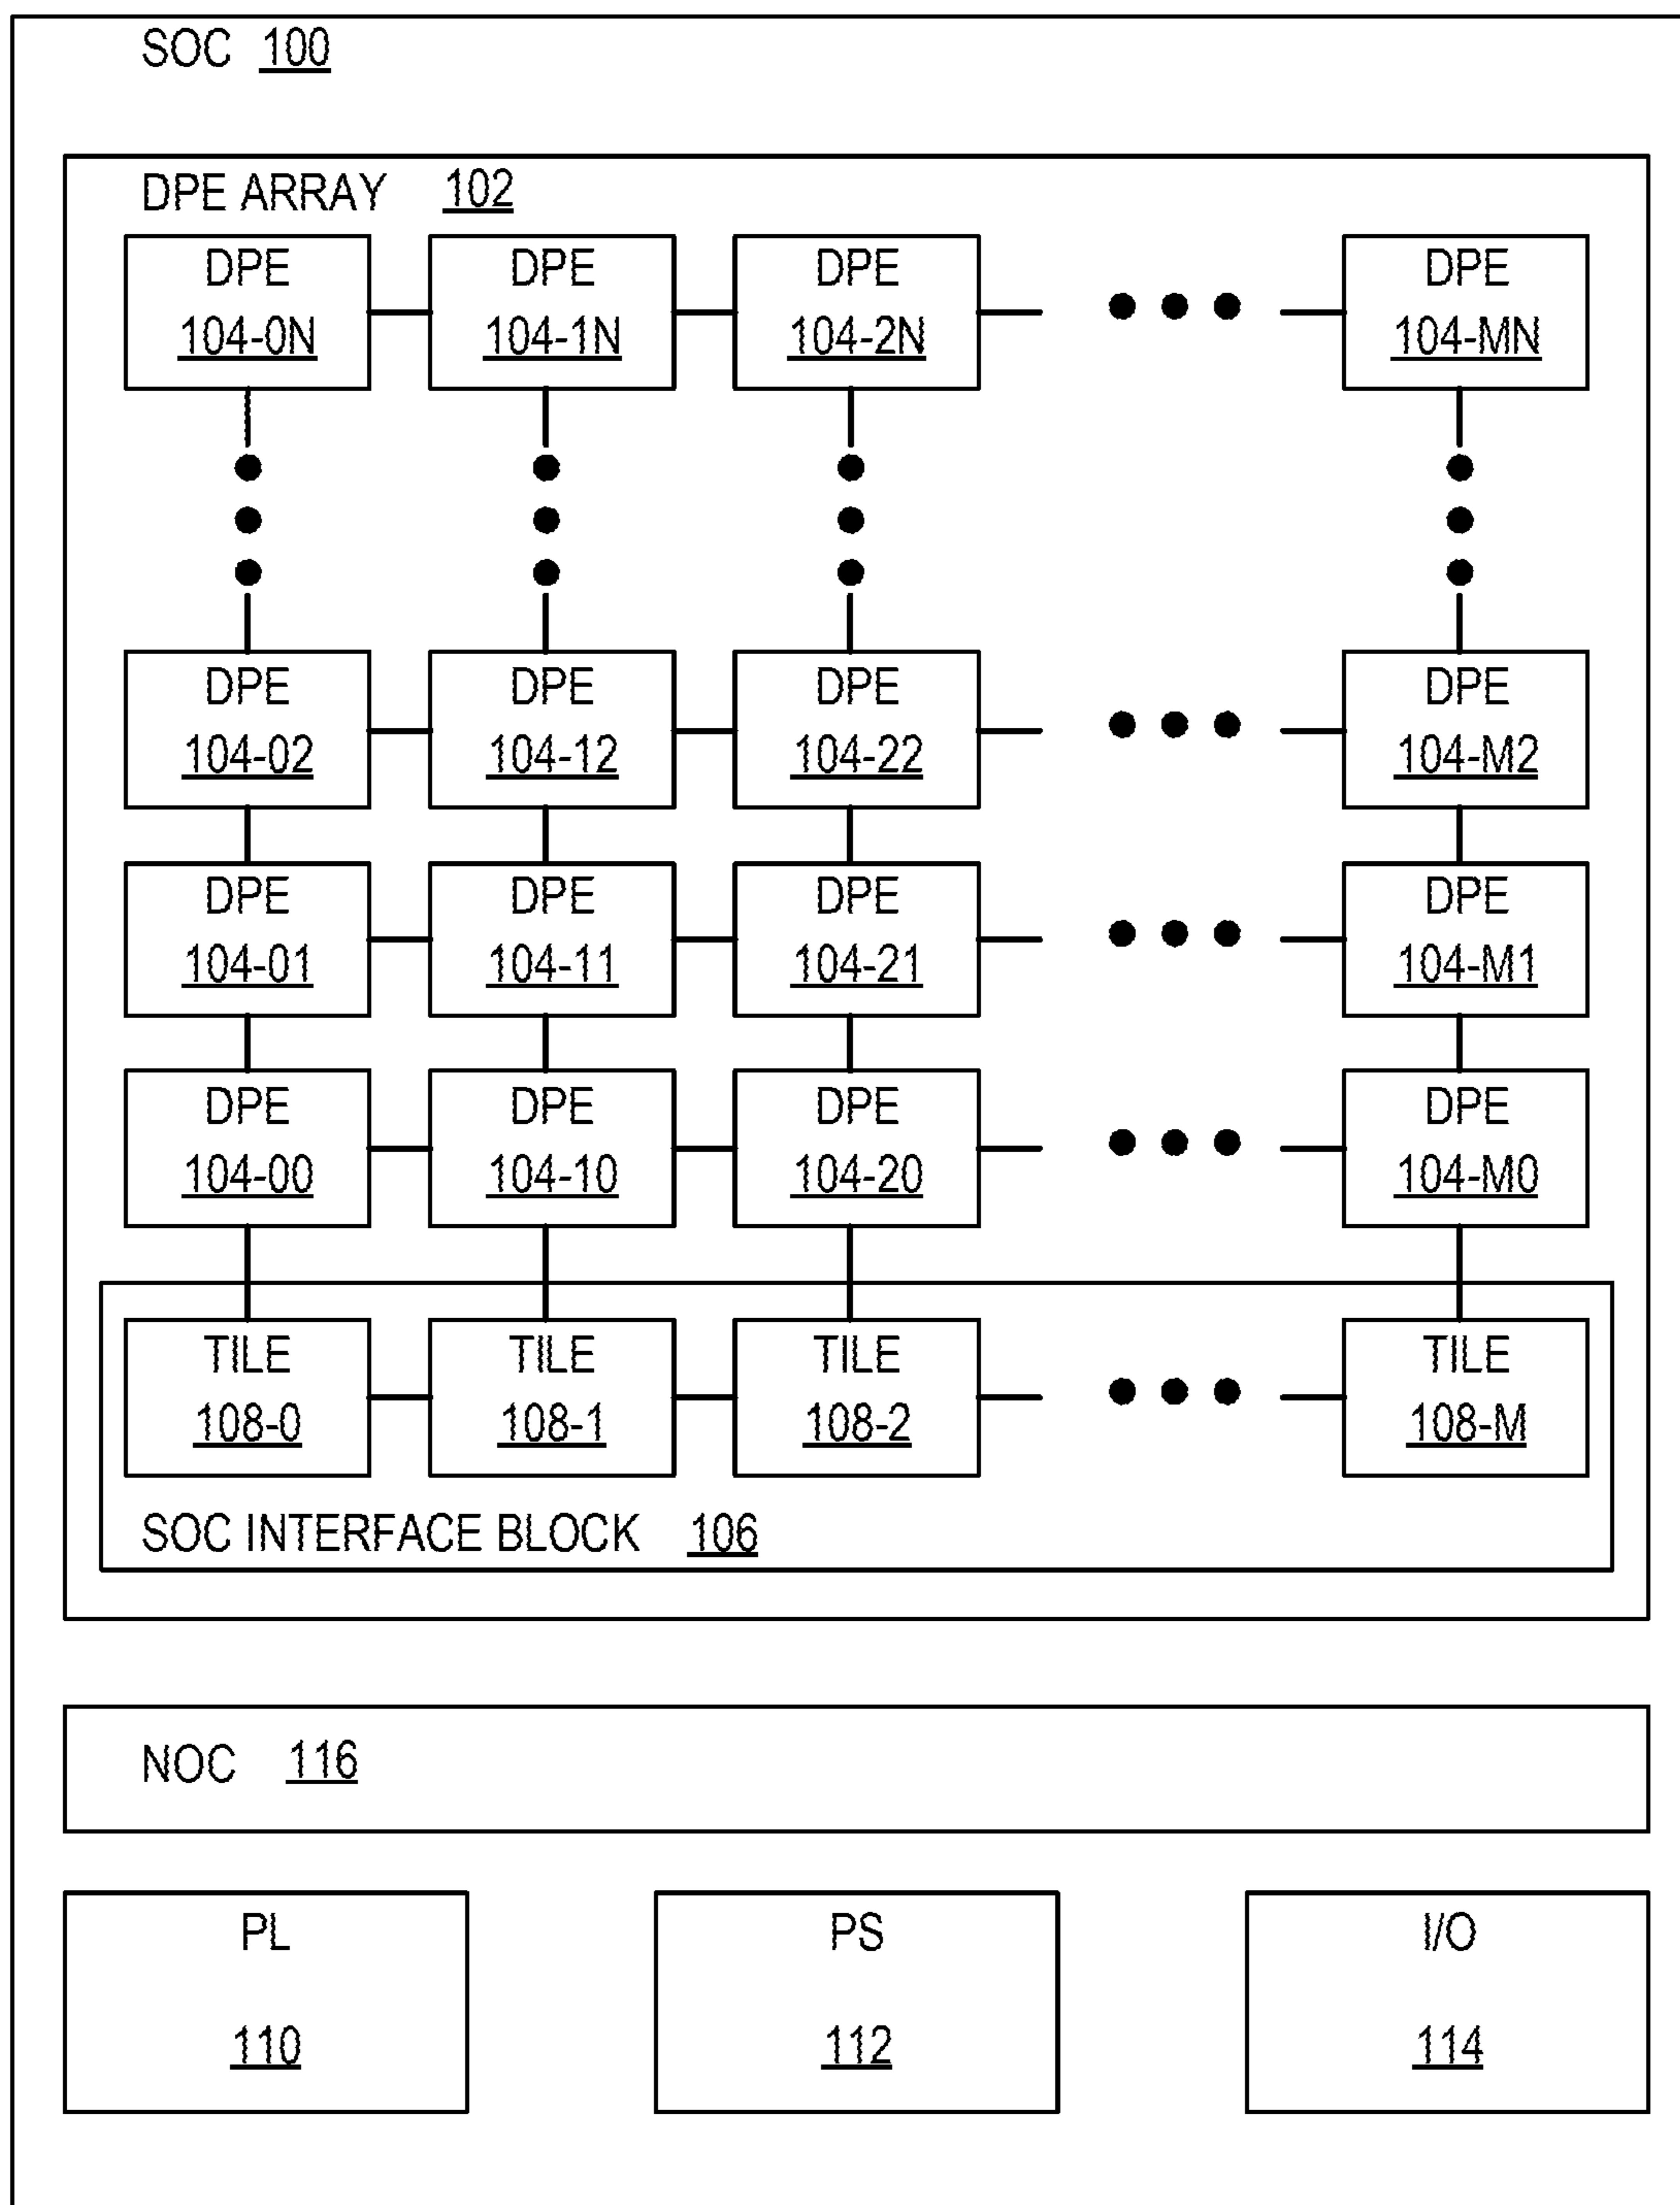 SOC 100
DPE ARRAY 102
DPE DPE DPE DPE
104-0N 104-1N 104-2N 104-MN
DPE DPE DPE DPE
104-02 104-12 104-22 104-M2
DPE DPE DPE DPE
104-01 104-11 104-21 104-M1
DPE DPE DPE DPE
104-00 104-10 104-20 104-M0
TILE TILE TILE TILE
108-0 108-1 108-2 108-M
SOC INTERFACE BLOCK 106
NOC 116
PL PS I/O
110 112 114